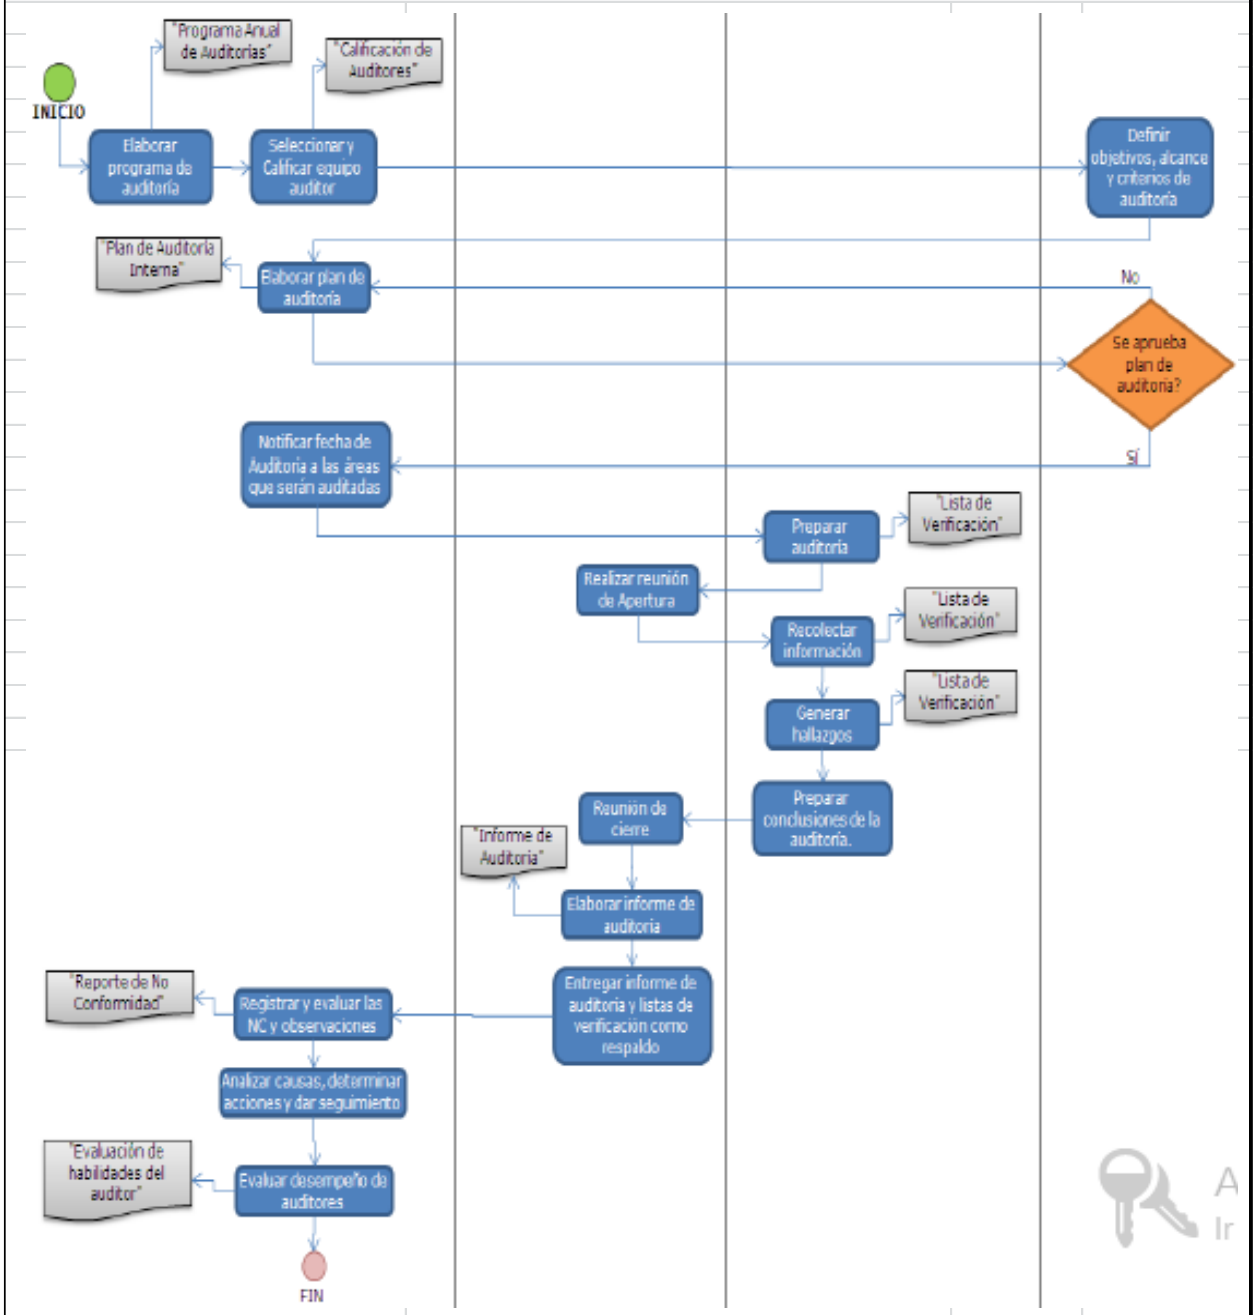 "Programa Anual
de Auditorías"
"Calificación de
Auditores"
INICIO
Elaborar
programa de
auditoría
Seleccionar y
Calificar equipo
auditor
Definir
objetivos, alcance
y criterios de
auditoría
"Plan de Auditoría
Interna"
Elaborar plan de
auditoría
No
Se aprueba
plan de
auditoría?
Sí
Notificar fecha de
Auditoria a las áreas
que serán auditadas
Preparar
auditoría
"Lista de
Verificación"
Realizar reunión
de Apertura
Recolectar
información
"Lista de
Verificación"
Generar
hallazgos
"Lista de
Verificación"
Preparar
conclusiones de la
auditoría.
Reunión de
cierre
"Informe de
Auditoria"
Elaborar informe de
auditoria
Entregar informe de
auditoria y listas de
verificación como
respaldo
"Reporte de No
Conformidad"
Registrar y evaluar las
NC y observaciones
Analizar causas, determinar
acciones y dar seguimiento
"Evaluación de
habilidades del
auditor"
Evaluar desempeño de
auditores
FIN
A
Ir